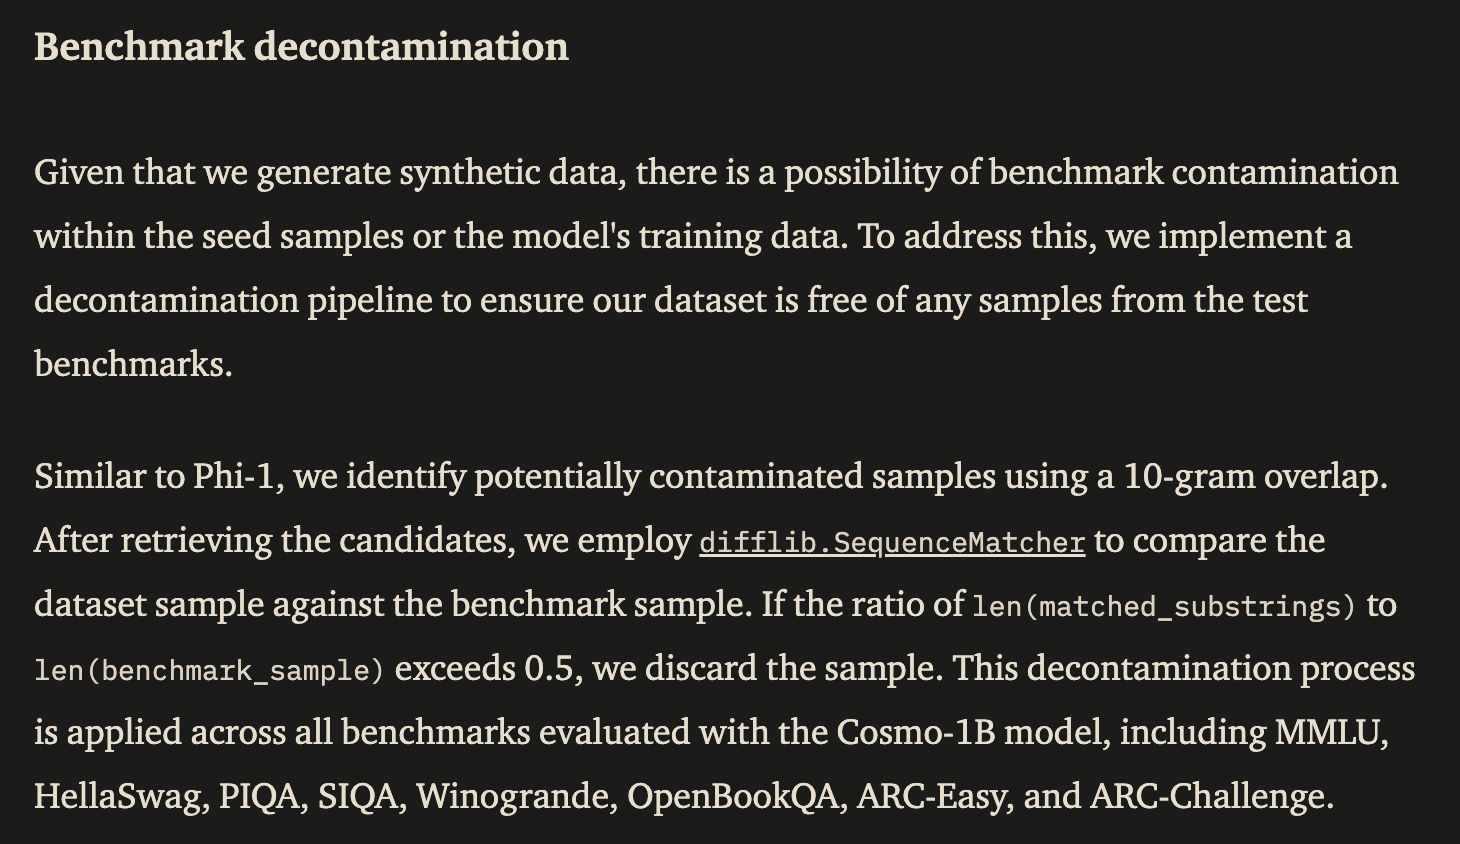 Benchmark decontamination
Given that we generate synthetic data, there is a possibility of benchmark contamination
within the seed samples or the model's training data. To address this, we implement a
decontamination pipeline to ensure our dataset is free of any samples from the test
benchmarks.
Similar to Phi-1, we identify potentially contaminated samples using a 10-gram overlap.
After retrieving the candidates, we employ difflib.SequenceMatcher to compare the
dataset sample against the benchmark sample. If the ratio of len(matched_substrings) to
len(benchmark_sample) exceeds 0.5, we discard the sample. This decontamination process
is applied across all benchmarks evaluated with the Cosmo-1B model, including MMLU,
HellaSwag, PIQA, SIQA, Winogrande, OpenBookQA, ARC-Easy, and ARC-Challenge.